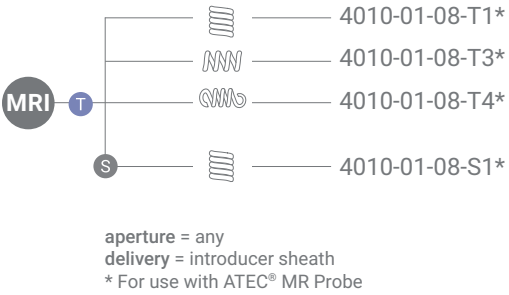 4010-01-08-T1*
4010-01-08-T3*
MRI T 4010-01-08-T4*
S 4010-01-08-S1*
aperture = any
delivery = introducer sheath
* For use with ATEC® MR Probe